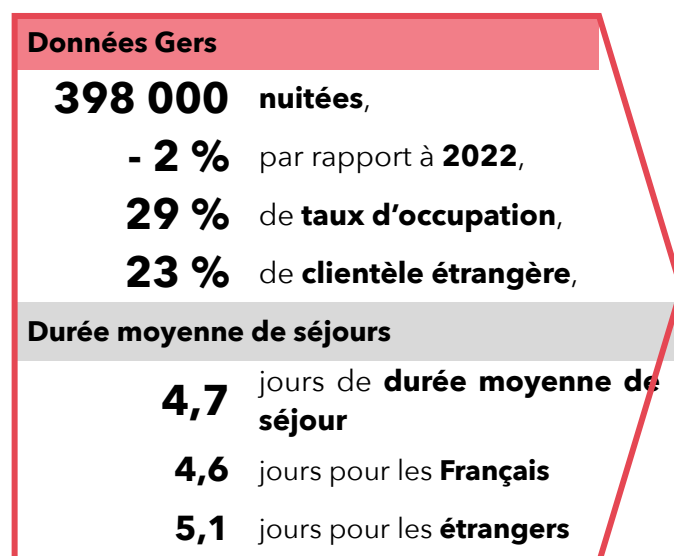 Données Gers
398 000 nuitées,
- 2 % par rapport à 2022,
29 % de taux d’occupation,
23 % de clientèle étrangère,
Durée moyenne de séjours
4,7 jours de durée moyenne de
séjour
4,6 jours pour les Français
5,1 jours pour les étrangers